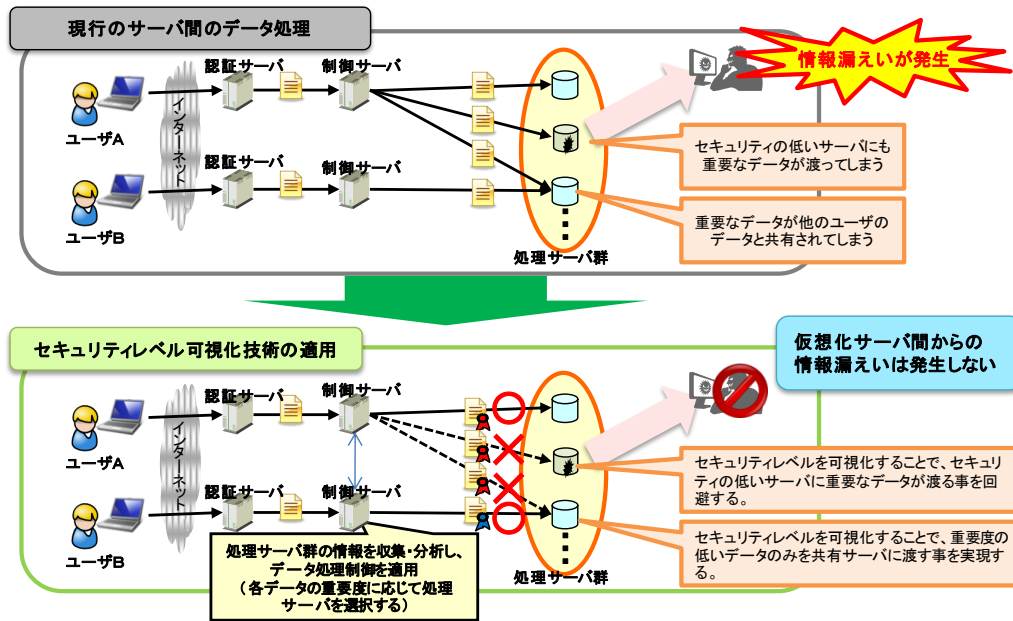 現行のサーバ間のデータ処理
情報漏えいが発生
認証サーバ
制御サーバ
ユーザA
インターネット
認証サーバ
制御サーバ
ユーザB
処理サーバ群
セキュリティの低いサーバにも
重要なデータが渡ってしまう
重要なデータが他のユーザの
データと共有されてしまう
セキュリティレベル可視化技術の適用
仮想化サーバ間からの
情報漏えいは発生しない
認証サーバ
制御サーバ
ユーザA
インターネット
認証サーバ
制御サーバ
ユーザB
処理サーバ群の情報を収集・分析し、
データ処理制御を適用
（各データの重要度に応じて処理
サーバを選択する）
処理サーバ群
セキュリティレベルを可視化することで、セキュリ
ティの低いサーバに重要なデータが渡る事を回
避する。
セキュリティレベルを可視化することで、重要度の
低いデータのみを共有サーバに渡す事を実現す
る。